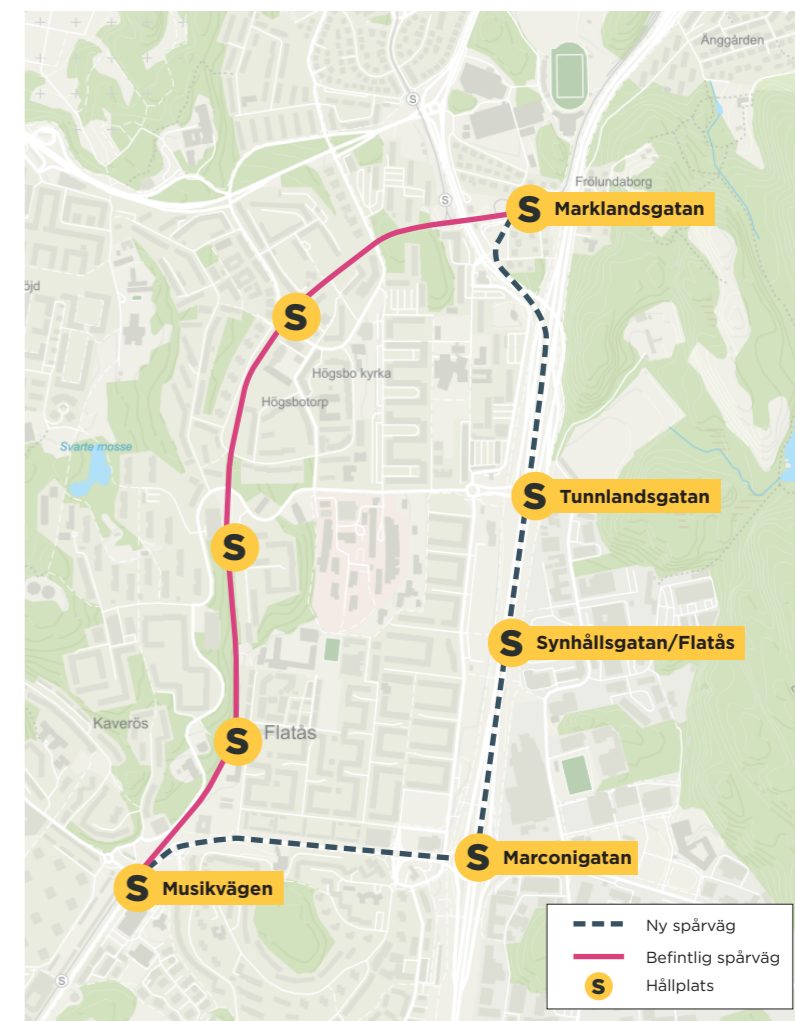 Änggården
S
Frölundaborg
S
S Marklandsgatan
öjd
S
Högsbo kyrka
Högsbotorp
Svarte mosse
S Tunnlandsgatan
S
S Synhållsgatan/Flatås
Kaverös
S Flatås
S Marconigatan
S Musikvägen
Ny spårväg
Befintlig spårväg
S Hållplats
S